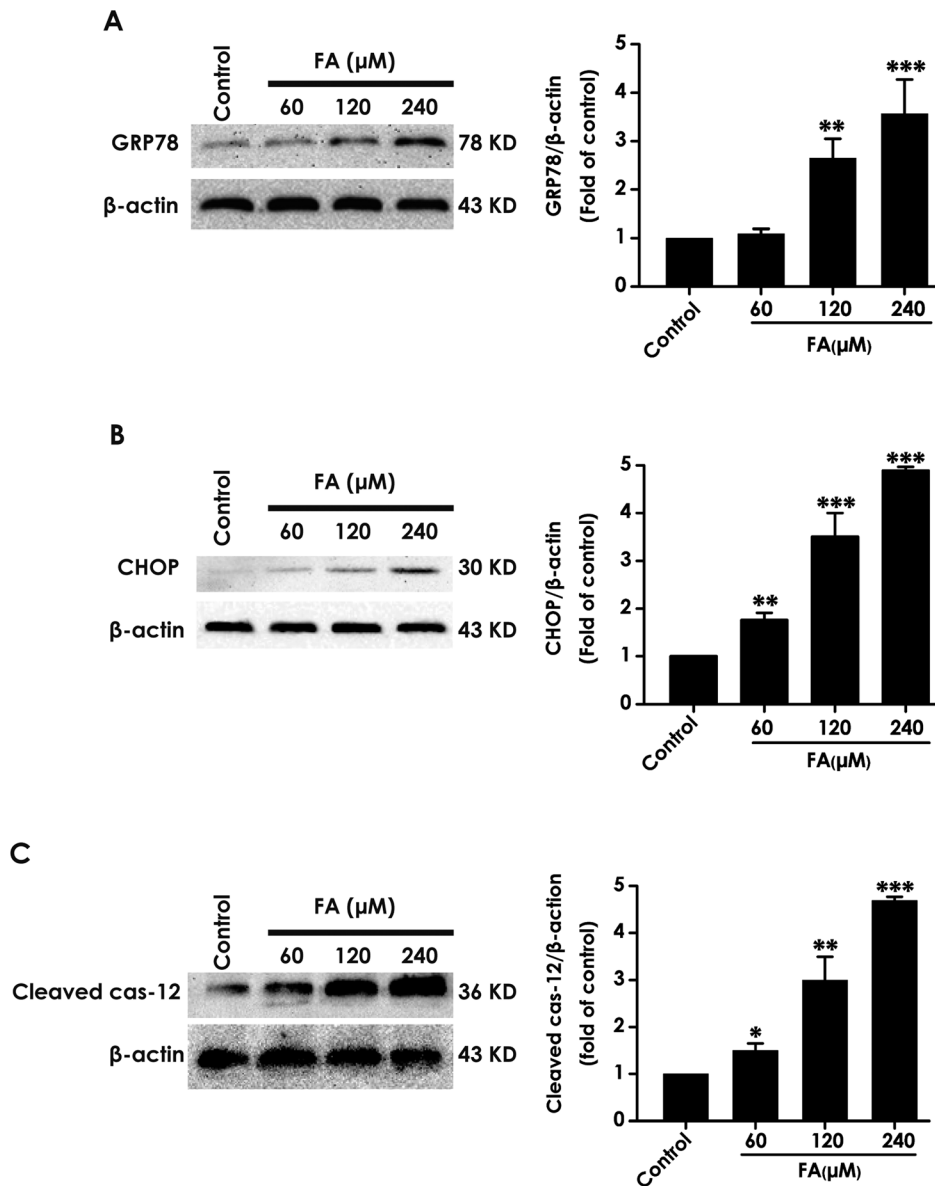 A
Control
FA (μM)
60 120 240
GRP78 78 KD
β-actin 43 KD
GRP78/β-actin
(Fold of control)
5
4
3
2
1
0
** ***
Control
60 120 240
FA(μM)
B
Control
FA (μM)
60 120 240
CHOP 30 KD
β-actin 43 KD
CHOP/β-actin
(Fold of control)
5
4
3
2
1
0
** *** ***
Control
60 120 240
FA(μM)
C
Control
FA (μM)
60 120 240
Cleaved cas-12 36 KD
β-actin 43 KD
Cleaved cas-12/β-action
(fold of control)
5
4
3
2
1
0
* ** ***
Control
60 120 240
FA(μM)